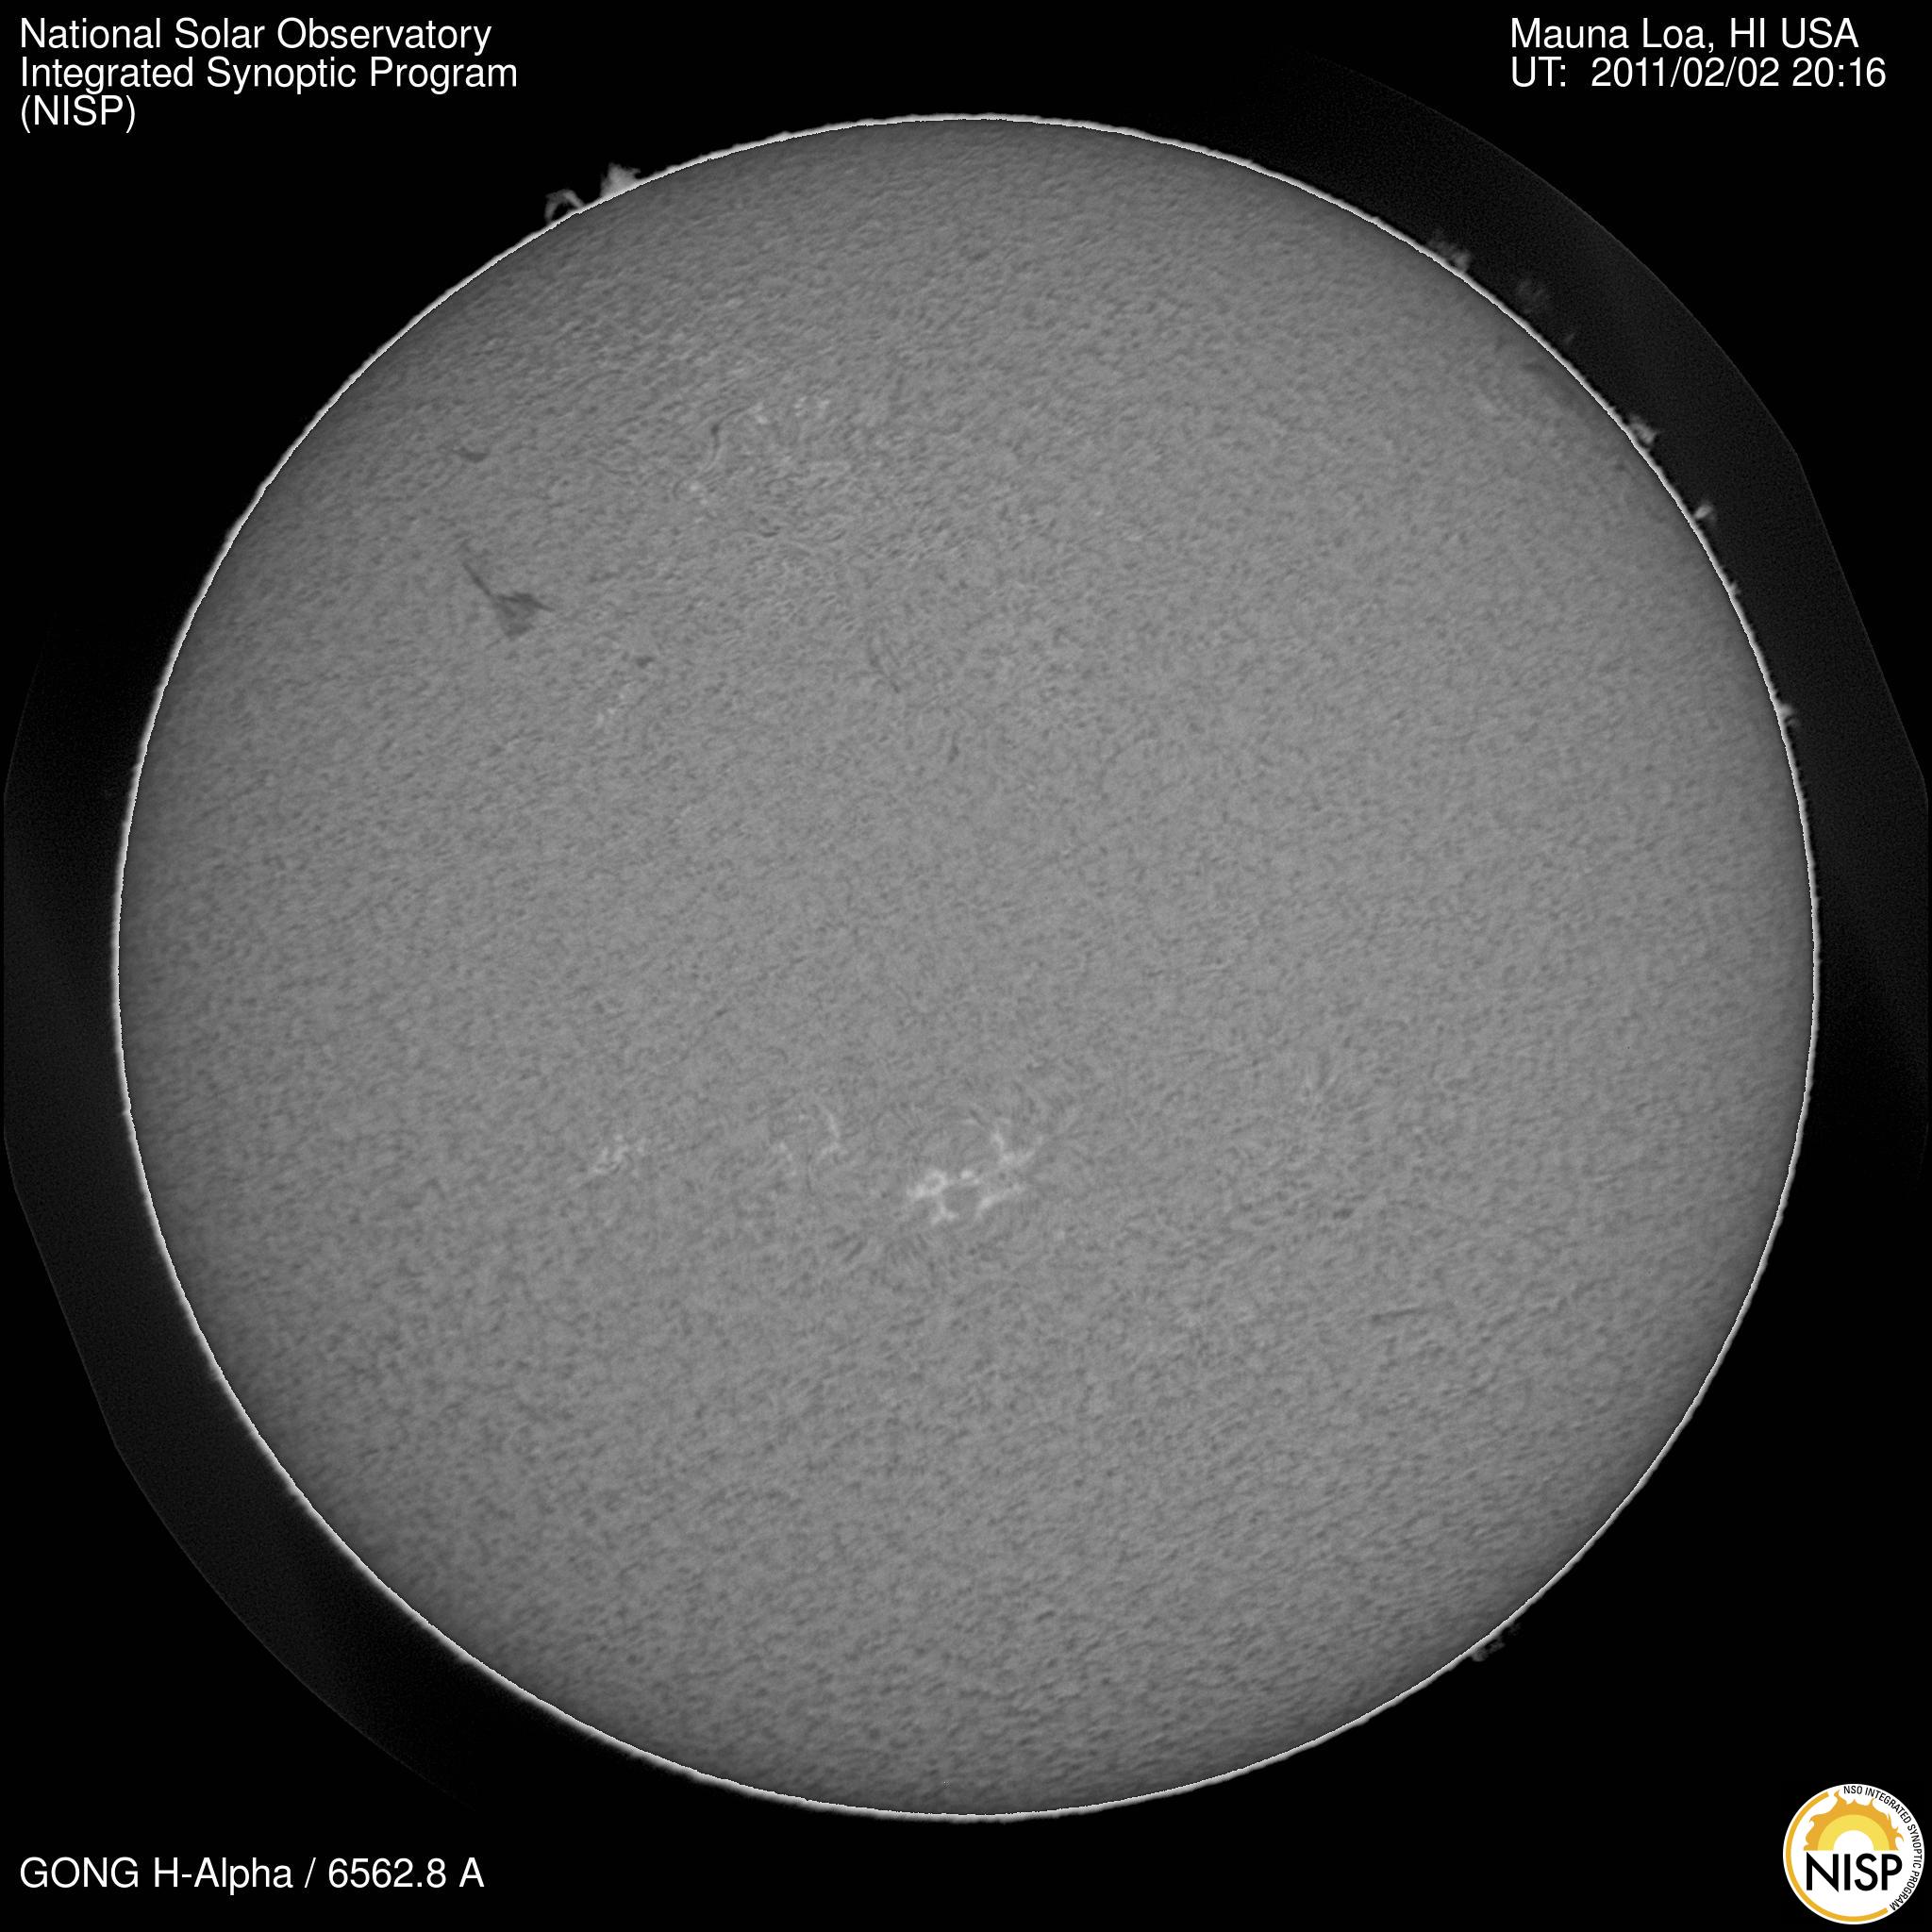 National Solar Observatory
Integrated Synoptic Program
(NISP)
Mauna Loa, HI USA
UT: 2011/02/02 20:16
GONG H-Alpha / 6562.8 A
NSO INTEGRATED SYNOPTIC PROGRAM
NISP